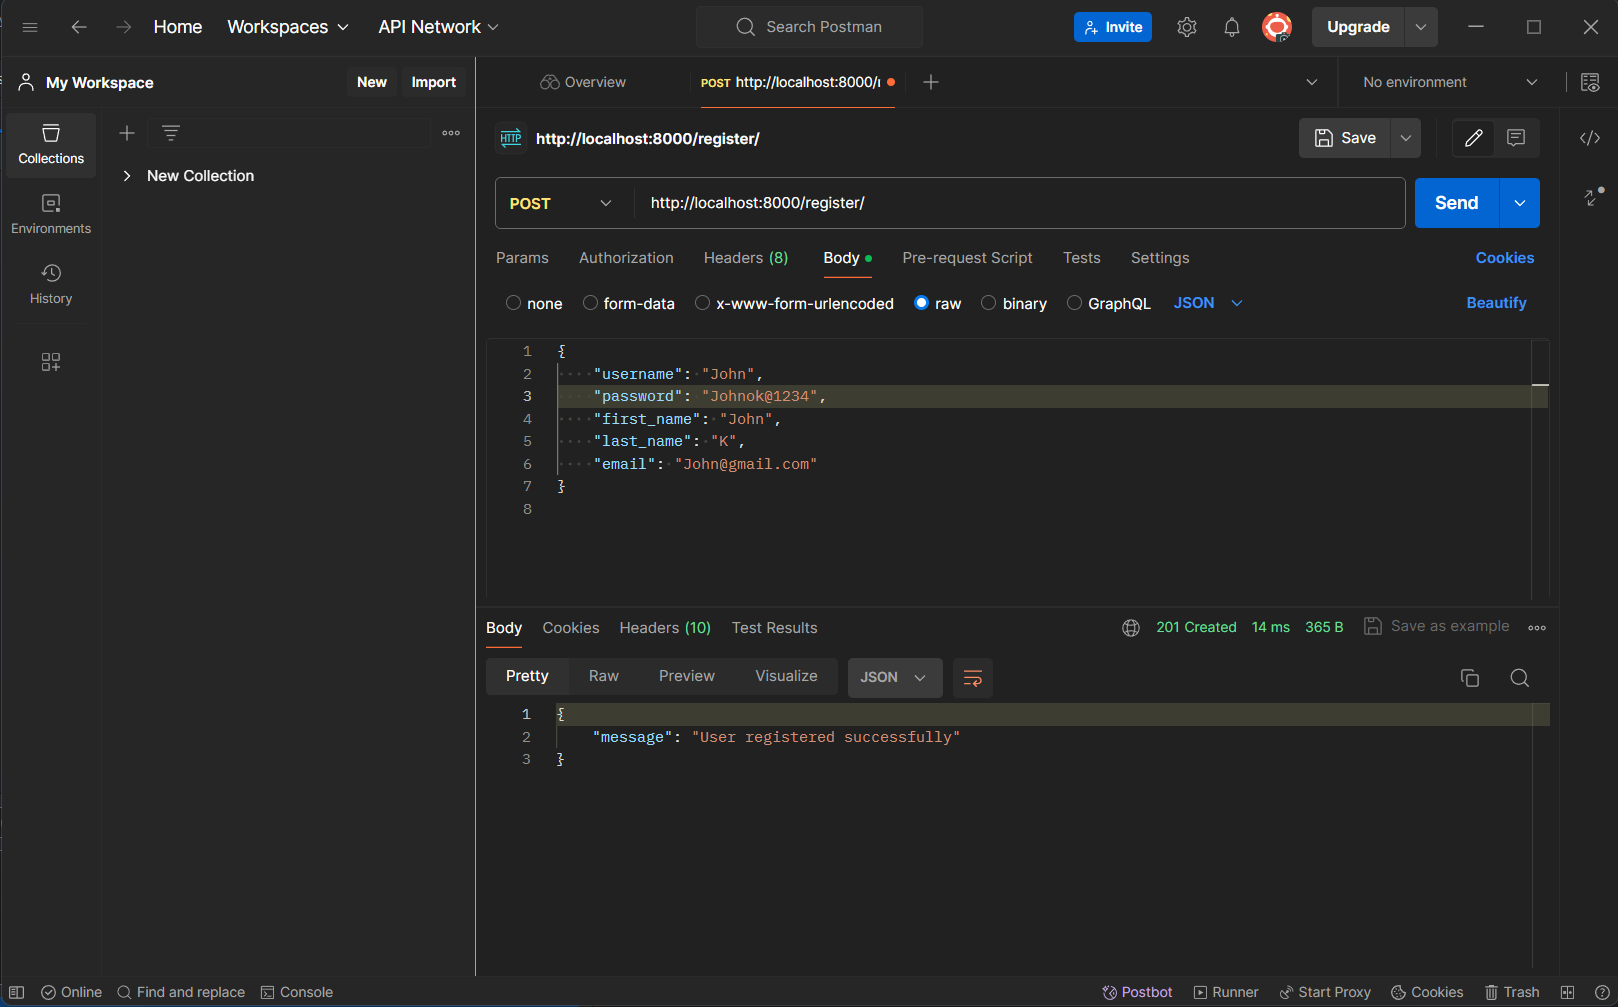 Home Workspaces API Network Search Postman Invite Upgrade
My Workspace New Import Overview POST http://localhost:8000/r No environment
Collections
New Collection
Environments
History
HTTP http://localhost:8000/register/ Save
POST http://localhost:8000/register/ Send
Params Authorization Headers (8) Body Pre-request Script Tests Settings Cookies
none form-data x-www-form-urlencoded raw binary GraphQL JSON Beautify
1 {
2 "username": "John",
3 "password": "Johnok@1234",
4 "first_name": "John",
5 "last_name": "K",
6 "email": "John@gmail.com"
7 }
8
Body Cookies Headers (10) Test Results 201 Created 14 ms 365 B Save as example
Pretty Raw Preview Visualize JSON
1 {
2 "message": "User registered successfully"
3 }
Online Find and replace Console Postbot Runner Start Proxy Cookies Trash